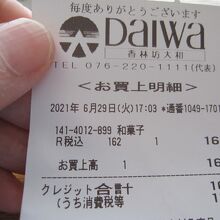 毎度ありがとうございます
DAIWA
香林坊大和
TEL 076-220-1111(代表)
<お買上明細>
2021年 6月29日(火)17:03 *通番1049-1701
141-4012-899 和菓子
R税込 162 1 16
お買上高 1 16
クレジット合計 16
(うち消費税等